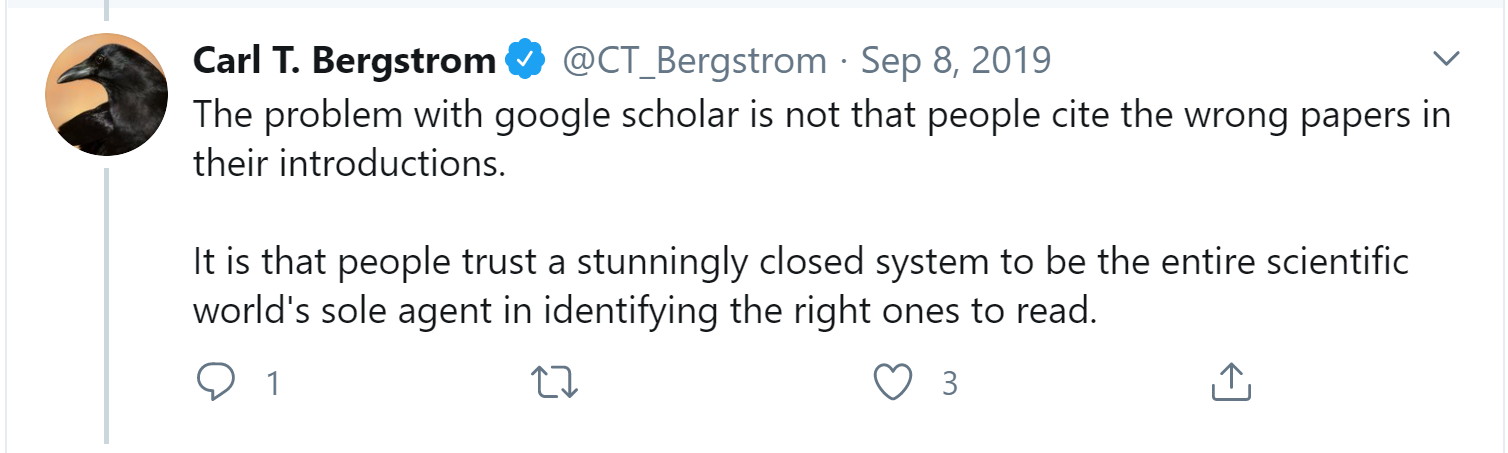 Carl T. Bergstrom @CT_Bergstrom · Sep 8, 2019
The problem with google scholar is not that people cite the wrong papers in
their introductions.
It is that people trust a stunningly closed system to be the entire scientific
world's sole agent in identifying the right ones to read.
1 3